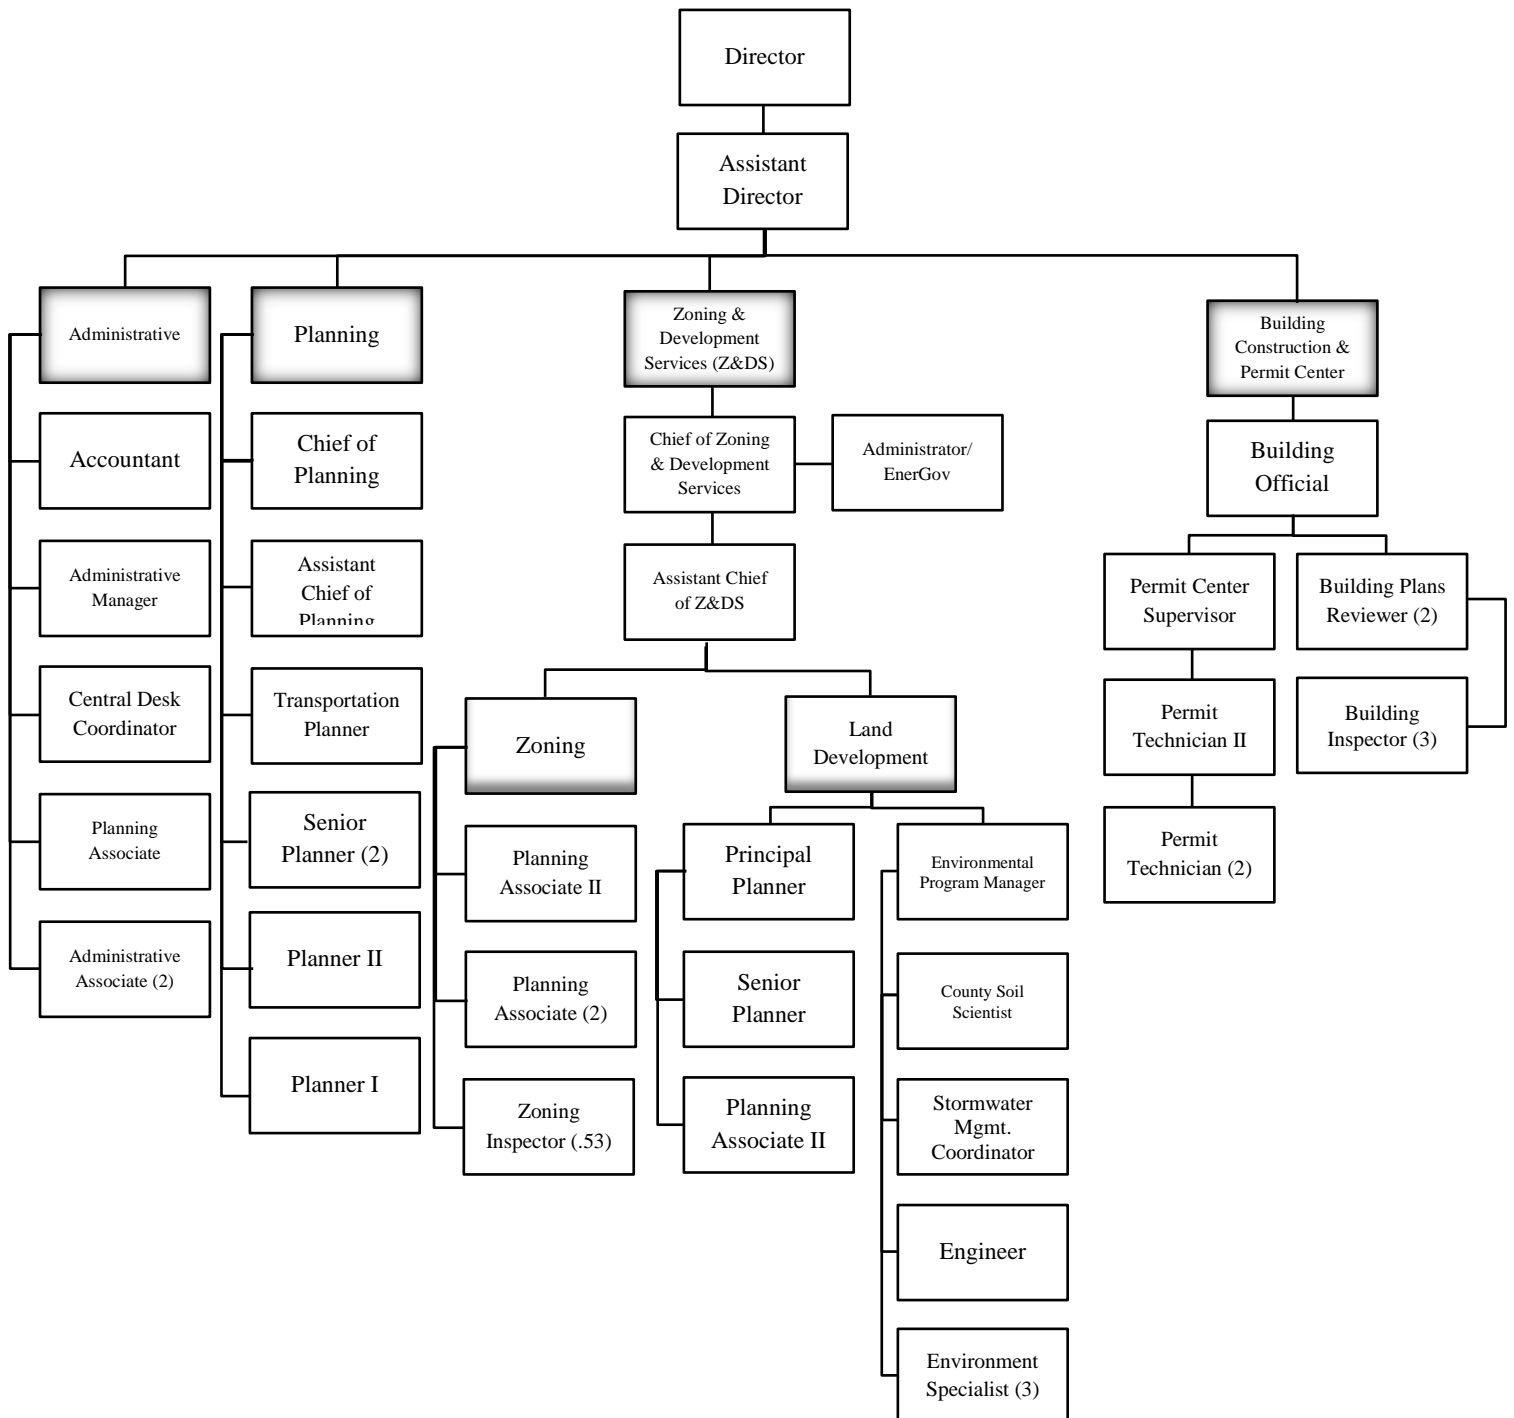 Director
Assistant
Director
Administrative
Planning
Zoning &
Development
Services (Z&DS)
Building
Construction &
Permit Center
Accountant
Administrative
Manager
Central Desk
Coordinator
Planning
Associate
Administrative
Associate (2)
Chief of
Planning
Assistant
Chief of
Planning
Transportation
Planner
Senior
Planner (2)
Planner II
Planner I
Chief of Zoning
& Development
Services
Administrator/
EnerGov
Assistant Chief
of Z&DS
Zoning
Planning
Associate II
Planning
Associate (2)
Zoning
Inspector (.53)
Land
Development
Principal
Planner
Senior
Planner
Planning
Associate II
Environmental
Program Manager
County Soil
Scientist
Stormwater
Mgmt.
Coordinator
Engineer
Environment
Specialist (3)
Building
Official
Permit Center
Supervisor
Permit
Technician II
Permit
Technician (2)
Building Plans
Reviewer (2)
Building
Inspector (3)